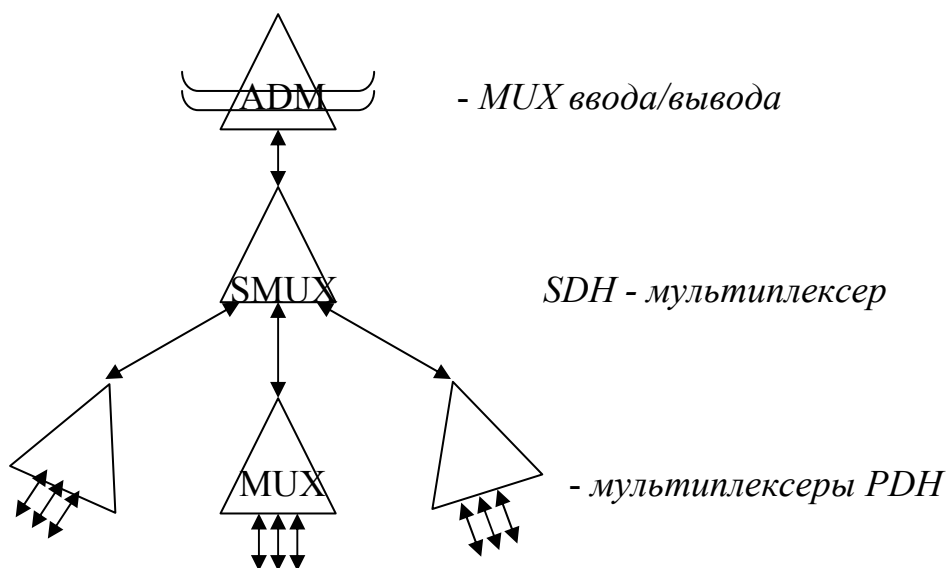 ADM - MUX ввода/вывода
SMUX SDH - мультиплексер
MUX - мультиплексеры PDH